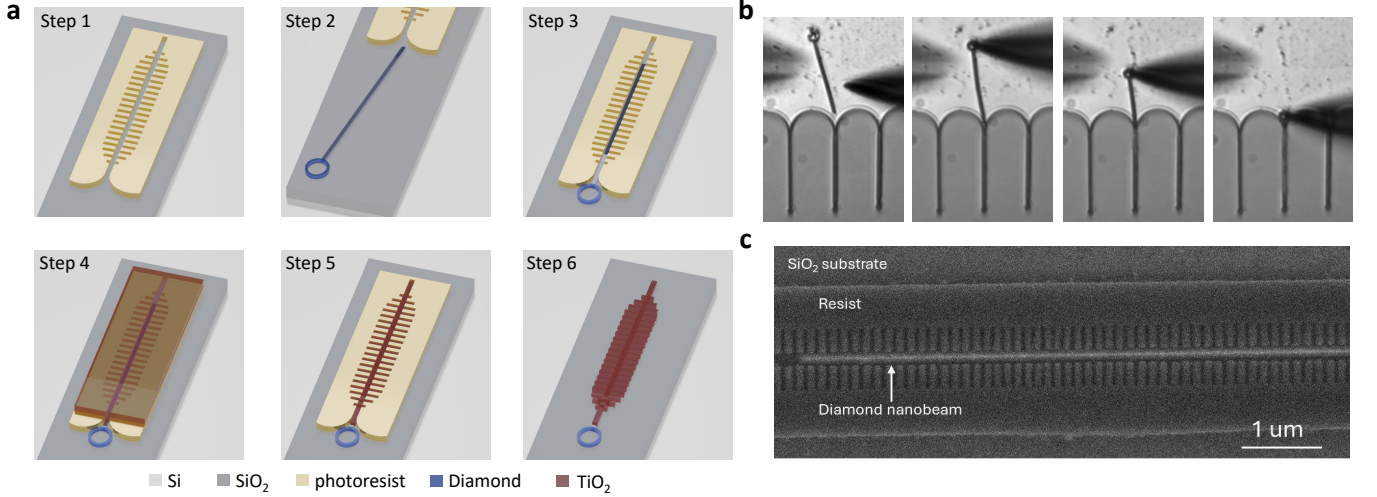 a
Step 1
Step 2
Step 3
Step 4
Step 5
Step 6
Si
SiO2
photoresist
Diamond
TiO2
b
c
SiO2 substrate
Resist
Diamond nanobeam
1 um